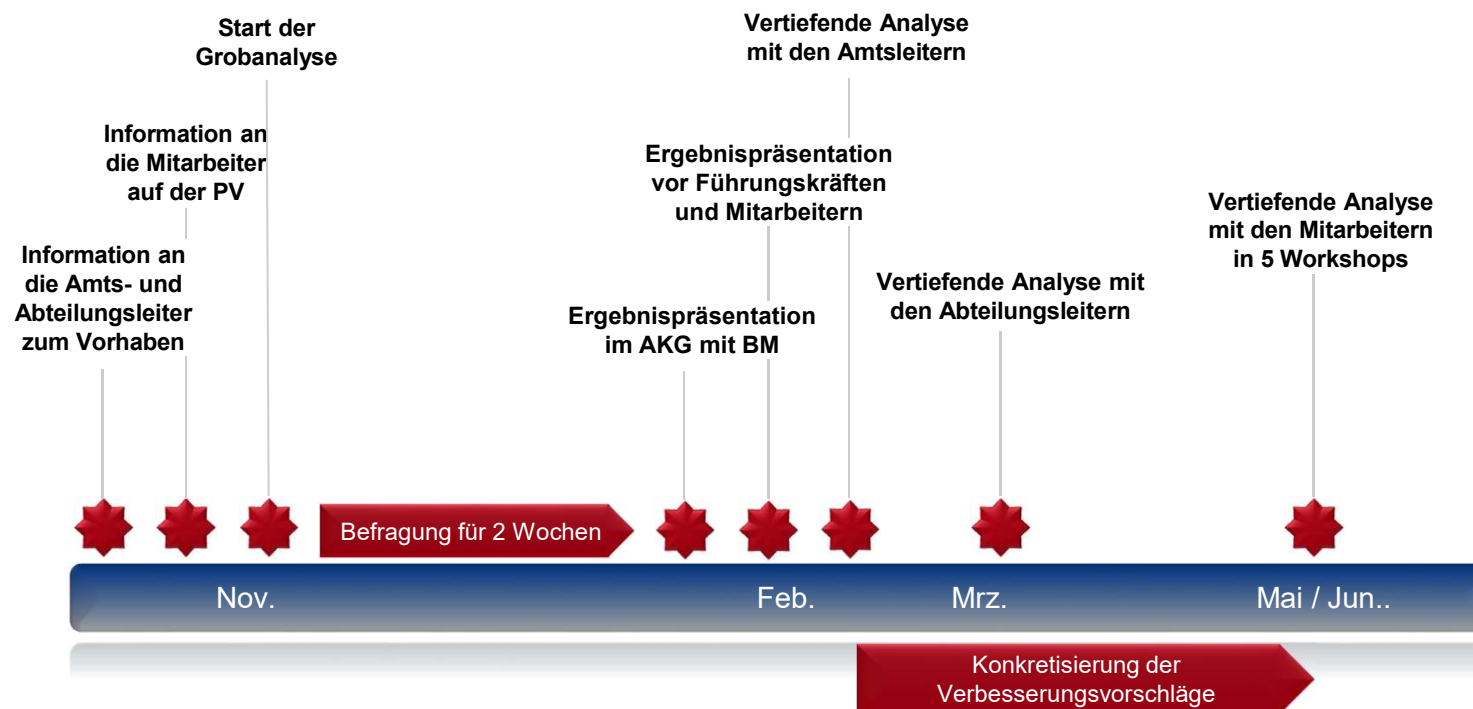 Start der
Grobanalyse
Information an
die Mitarbeiter
auf der PV
Information an
die Amts- und
Abteilungsleiter
zum Vorhaben
Vertiefende Analyse
mit den Amtsleitern
Ergebnispräsentation
vor Führungskräften
und Mitarbeitern
Ergebnispräsentation
im AKG mit BM
Vertiefende Analyse mit
den Abteilungsleitern
Vertiefende Analyse
mit den Mitarbeitern
in 5 Workshops
Befragung für 2 Wochen
Nov.
Feb.
Mrz.
Mai / Jun..
Konkretisierung der
Verbesserungsvorschläge